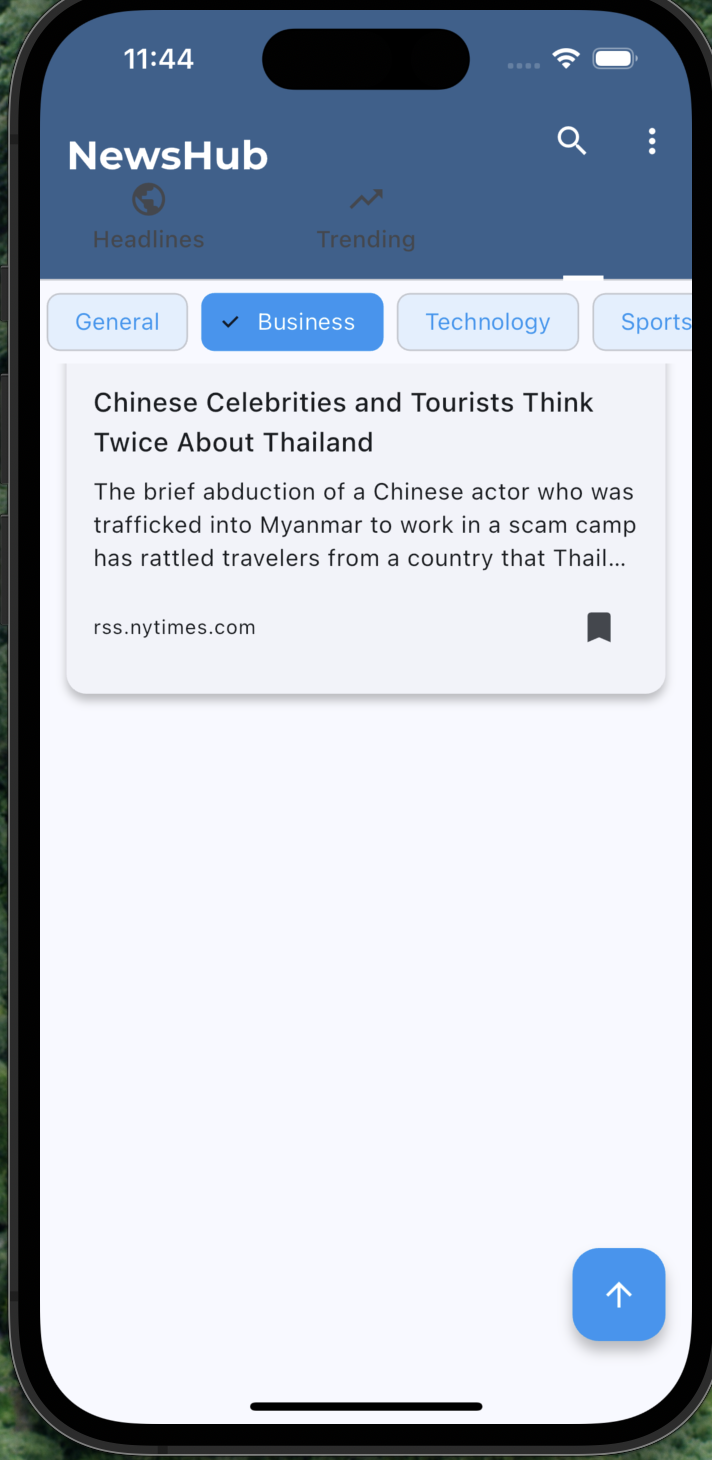 11:44
NewsHub
Headlines
Trending
General
Business
Technology
Sports
Chinese Celebrities and Tourists Think
Twice About Thailand
The brief abduction of a Chinese actor who was
trafficked into Myanmar to work in a scam camp
has rattled travelers from a country that Thail...
rss.nytimes.com